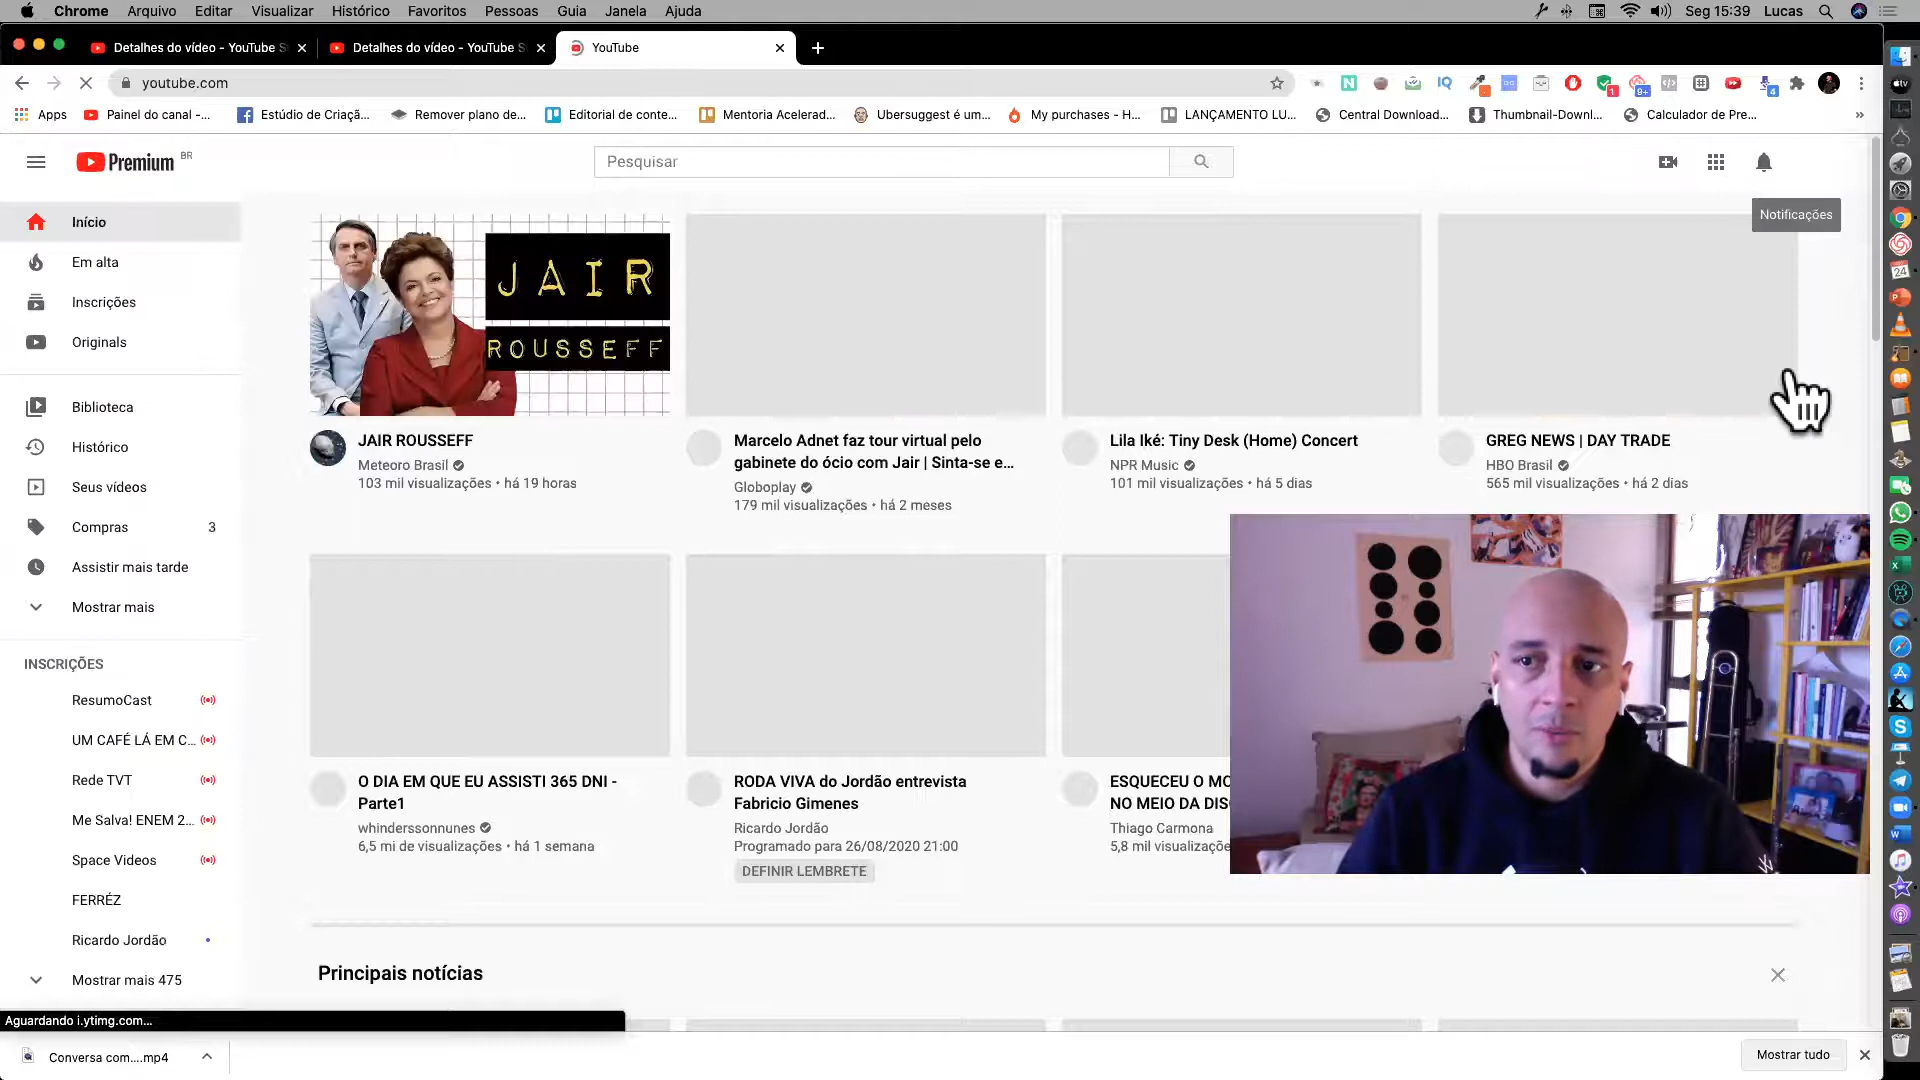 Chrome Arquivo Editar Visualizar Histórico Favoritos Pessoas Guia Janela Ajuda Seg 15:39 Lucas
Detalhes do vídeo - YouTube S
Detalhes do vídeo - YouTube S
YouTube
youtube.com
Apps
Painel do canal -...
Estúdio de Criaçã...
Remover plano de...
Editorial de conte...
Mentoria Acelerad...
Ubersuggest é um...
My purchases - H...
LANÇAMENTO LU...
Central Download...
Thumbnail-Downl...
Calculador de Pre...
Premium BR
Pesquisar
Notificações
Início
Em alta
Inscrições
Originals
Biblioteca
Histórico
Seus vídeos
Compras 3
Assistir mais tarde
Mostrar mais
INSCRIÇÕES
ResumoCast
UM CAFÉ LÁ EM C...
Rede TVT
Me Salva! ENEM 2...
Space Videos
FERRÉZ
Ricardo Jordão
Mostrar mais 475
JAIR
ROUSSEFF
JAIR ROUSSEFF
Meteoro Brasil
103 mil visualizações • há 19 horas
Marcelo Adnet faz tour virtual pelo
gabinete do ócio com Jair | Sinta-se e...
Globoplay
179 mil visualizações • há 2 meses
Lila Iké: Tiny Desk (Home) Concert
NPR Music
101 mil visualizações • há 5 dias
GREG NEWS | DAY TRADE
HBO Brasil
565 mil visualizações • há 2 dias
O DIA EM QUE EU ASSISTI 365 DNI -
Parte1
whinderssonnunes
6,5 mi de visualizações • há 1 semana
RODA VIVA do Jordão entrevista
Fabricio Gimenes
Ricardo Jordão
Programado para 26/08/2020 21:00
DEFINIR LEMBRETE
ESQUECEU O MO
NO MEIO DA DIS
Thiago Carmona
5,8 mil visualizaçõe
Principais notícias
Aguardando i.ytimg.com...
Conversa com....mp4
Mostrar tudo